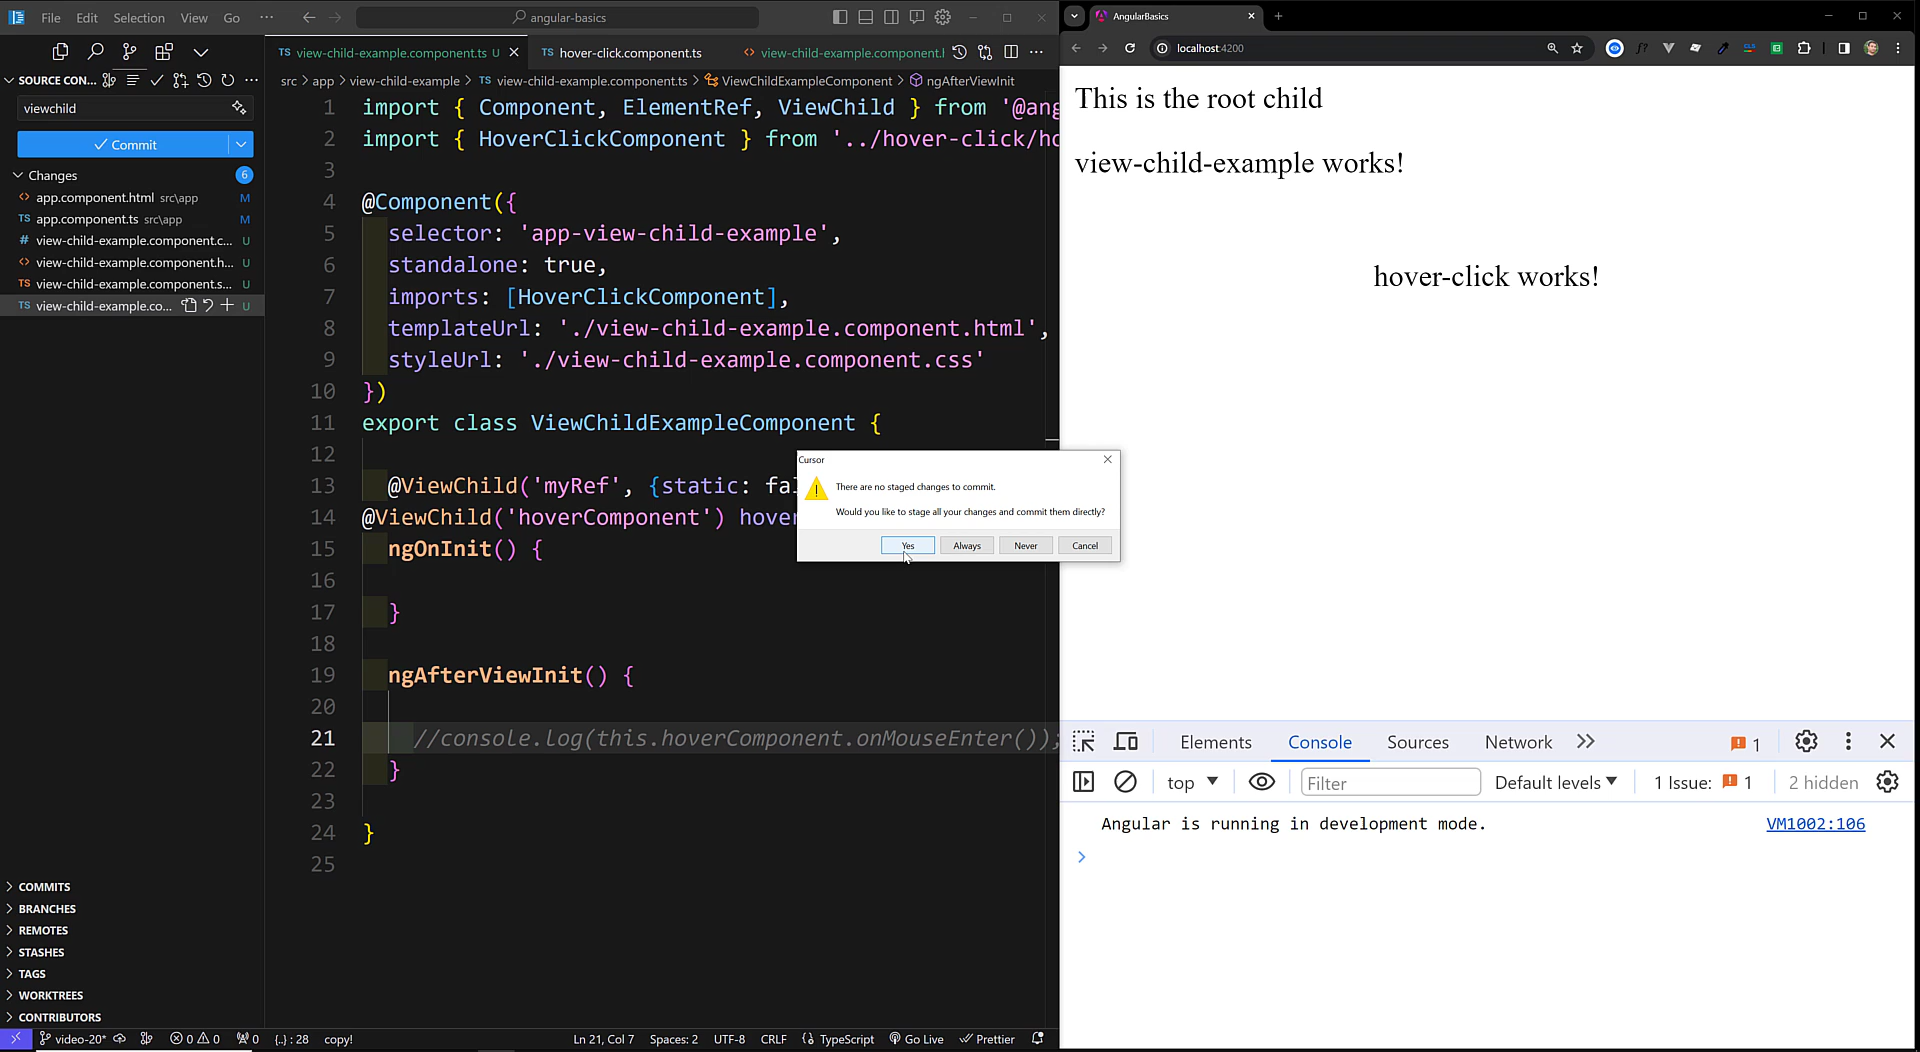 File Edit Selection View Go ··· angular-basics
SOURCE CON...
viewchild
Commit
Changes 6
app.component.html src\app M
app.component.ts src\app M
view-child-example.component.c... U
view-child-example.component.h... U
view-child-example.component.s... U
view-child-example.co... U
COMMITS
BRANCHES
REMOTES
STASHES
TAGS
WORKTREES
CONTRIBUTORS
TS view-child-example.component.ts U TS hover-click.component.ts view-child-example.component.h
src > app > view-child-example > TS view-child-example.component.ts > ViewChildExampleComponent > ngAfterViewInit
1 import { Component, ElementRef, ViewChild } from '@ang
2 import { HoverClickComponent } from '../hover-click/ho
3
4 @Component({
5 selector: 'app-view-child-example',
6 standalone: true,
7 imports: [HoverClickComponent],
8 templateUrl: './view-child-example.component.html',
9 styleUrl: './view-child-example.component.css'
10 })
11 export class ViewChildExampleComponent {
12
13 @ViewChild('myRef', {static: fal
14 @ViewChild('hoverComponent') hover
15 ngOnInit() {
16
17 }
18
19 ngAfterViewInit() {
20
21 //console.log(this.hoverComponent.onMouseEnter());
22 }
23
24 }
25
Cursor
There are no staged changes to commit.
Would you like to stage all your changes and commit them directly?
Yes Always Never Cancel
video-20* 0 0 0 {..} : 28 copy! Ln 21, Col 7 Spaces: 2 UTF-8 CRLF TypeScript Go Live Prettier
AngularBasics
localhost:4200
This is the root child
view-child-example works!
hover-click works!
Elements Console Sources Network 1
top Filter Default levels 1 Issue: 1 2 hidden
Angular is running in development mode. VM1002:106